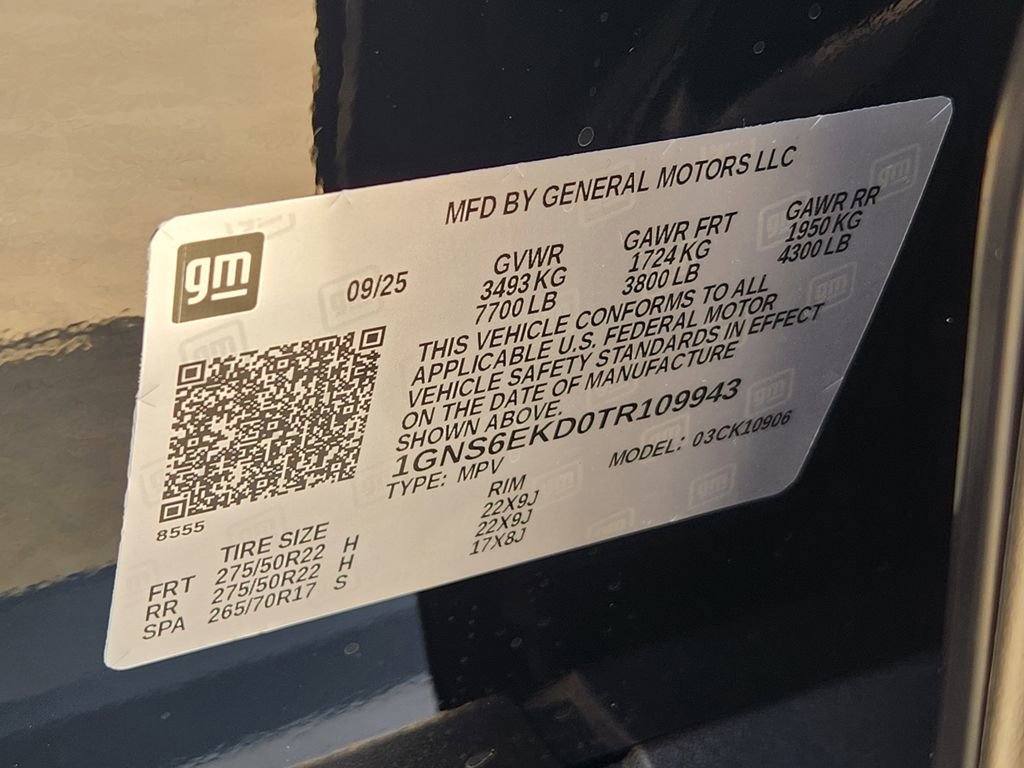 MFD BY GENERAL MOTORS LLC
gm
09/25
GVWR
3493 KG
7700 LB
GAWR FRT
1724 KG
3800 LB
GAWR RR
1950 KG
4300 LB
THIS VEHICLE CONFORMS TO ALL
APPLICABLE U.S. FEDERAL MOTOR
VEHICLE SAFETY STANDARDS IN EFFECT
ON THE DATE OF MANUFACTURE
SHOWN ABOVE.
1GNS6EKD0TR109943
TYPE: MPV
MODEL: 03CK10906
8555
TIRE SIZE
RIM
FRT 275/50R22 H 22X9J
RR 275/50R22 H 22X9J
SPA 265/70R17 S 17X8J